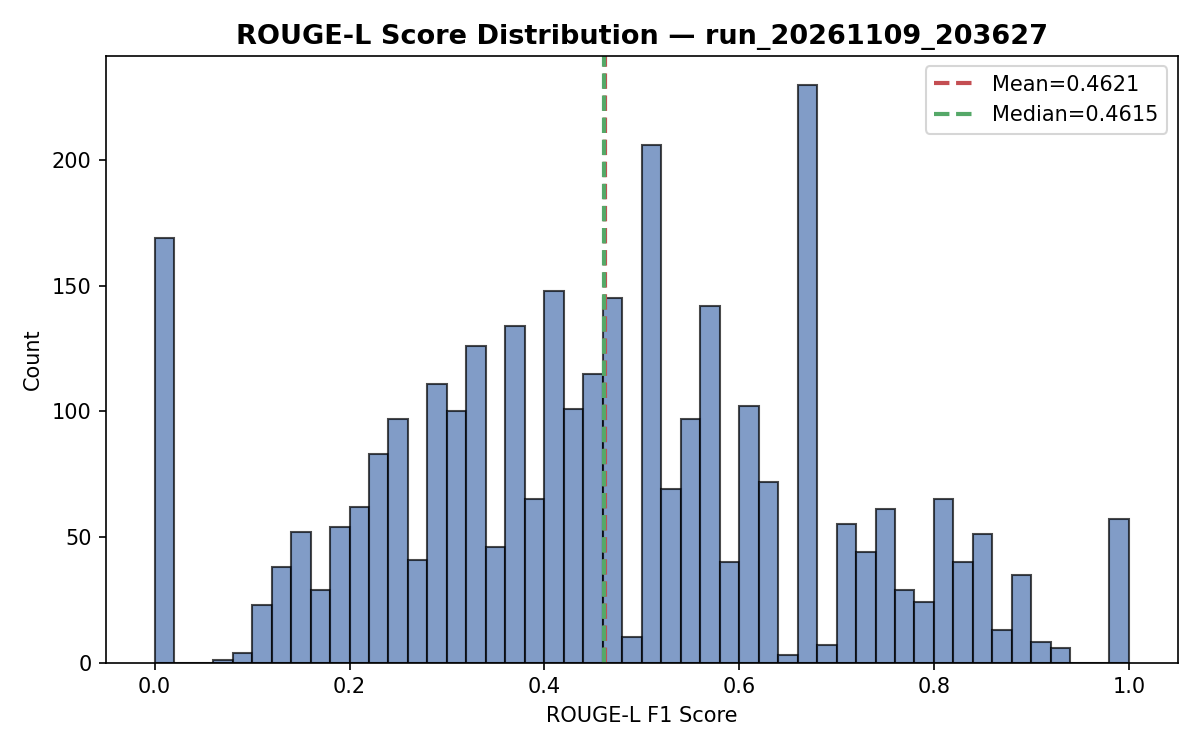 ROUGE-L Score Distribution — run_20261109_203627
Mean=0.4621
Median=0.4615
Count
200
150
100
50
0
0.0 0.2 0.4 0.6 0.8 1.0
ROUGE-L F1 Score